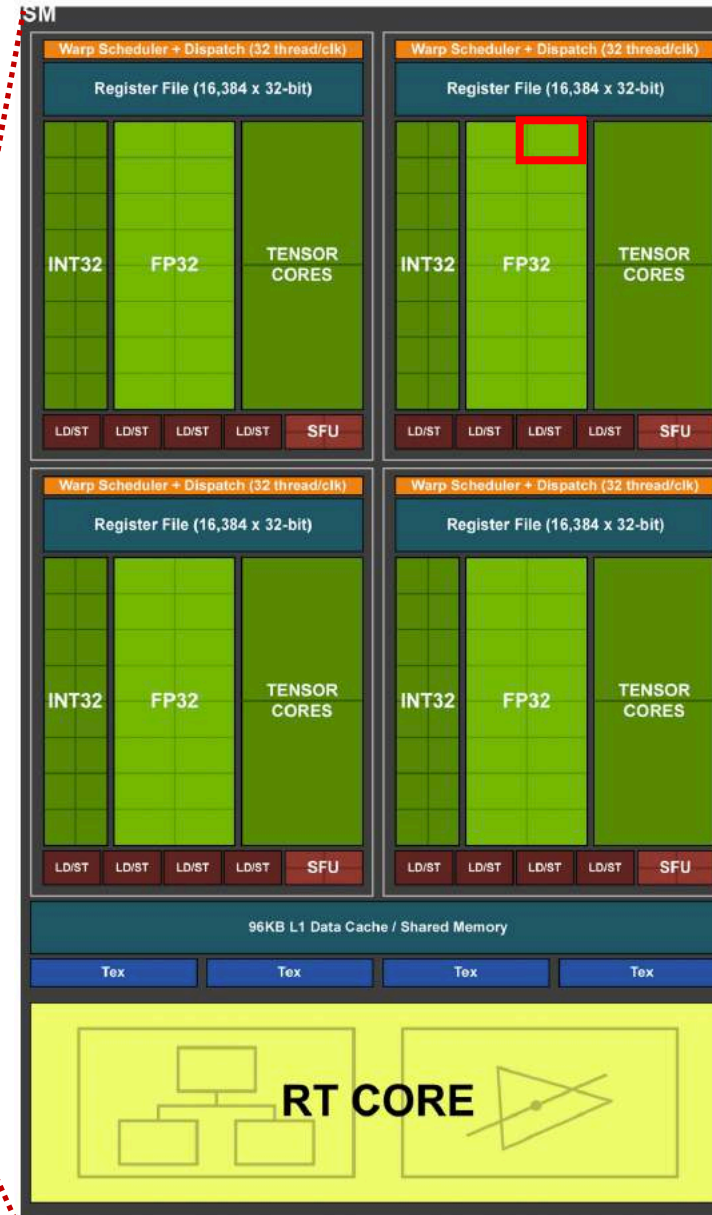 SM
Warp Scheduler + Dispatch (32 thread/clk)
Register File (16,384 x 32-bit)
INT32
FP32
TENSOR
CORES
LD/ST LD/ST LD/ST LD/ST SFU
Warp Scheduler + Dispatch (32 thread/clk)
Register File (16,384 x 32-bit)
INT32
FP32
TENSOR
CORES
LD/ST LD/ST LD/ST LD/ST SFU
Warp Scheduler + Dispatch (32 thread/clk)
Register File (16,384 x 32-bit)
INT32
FP32
TENSOR
CORES
LD/ST LD/ST LD/ST LD/ST SFU
Warp Scheduler + Dispatch (32 thread/clk)
Register File (16,384 x 32-bit)
INT32
FP32
TENSOR
CORES
LD/ST LD/ST LD/ST LD/ST SFU
96KB L1 Data Cache / Shared Memory
Tex Tex Tex Tex
RT CORE